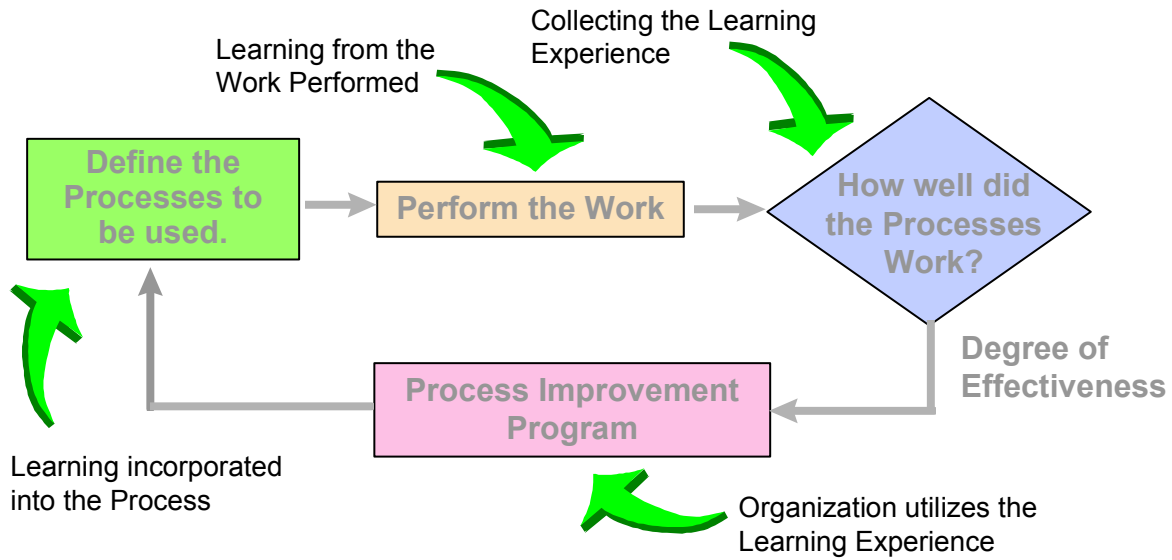 Collecting the Learning
Experience
Learning from the
Work Performed
Define the
Processes to
be used.
Perform the Work
How well did
the Processes
Work?
Degree of
Effectiveness
Process Improvement
Program
Learning incorporated
into the Process
Organization utilizes the
Learning Experience